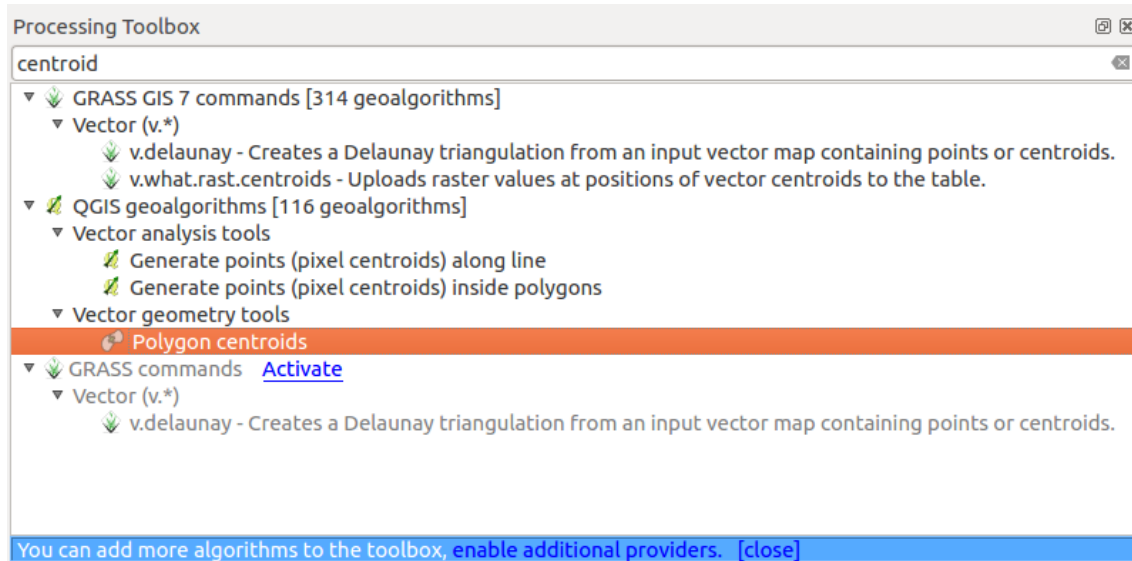 Processing Toolbox
centroid
GRASS GIS 7 commands [314 geoalgorithms]
Vector (v.*)
v.delaunay - Creates a Delaunay triangulation from an input vector map containing points or centroids.
v.what.rast.centroids - Uploads raster values at positions of vector centroids to the table.
QGIS geoalgorithms [116 geoalgorithms]
Vector analysis tools
Generate points (pixel centroids) along line
Generate points (pixel centroids) inside polygons
Vector geometry tools
Polygon centroids
GRASS commands Activate
Vector (v.*)
v.delaunay - Creates a Delaunay triangulation from an input vector map containing points or centroids.
You can add more algorithms to the toolbox, enable additional providers. [close]